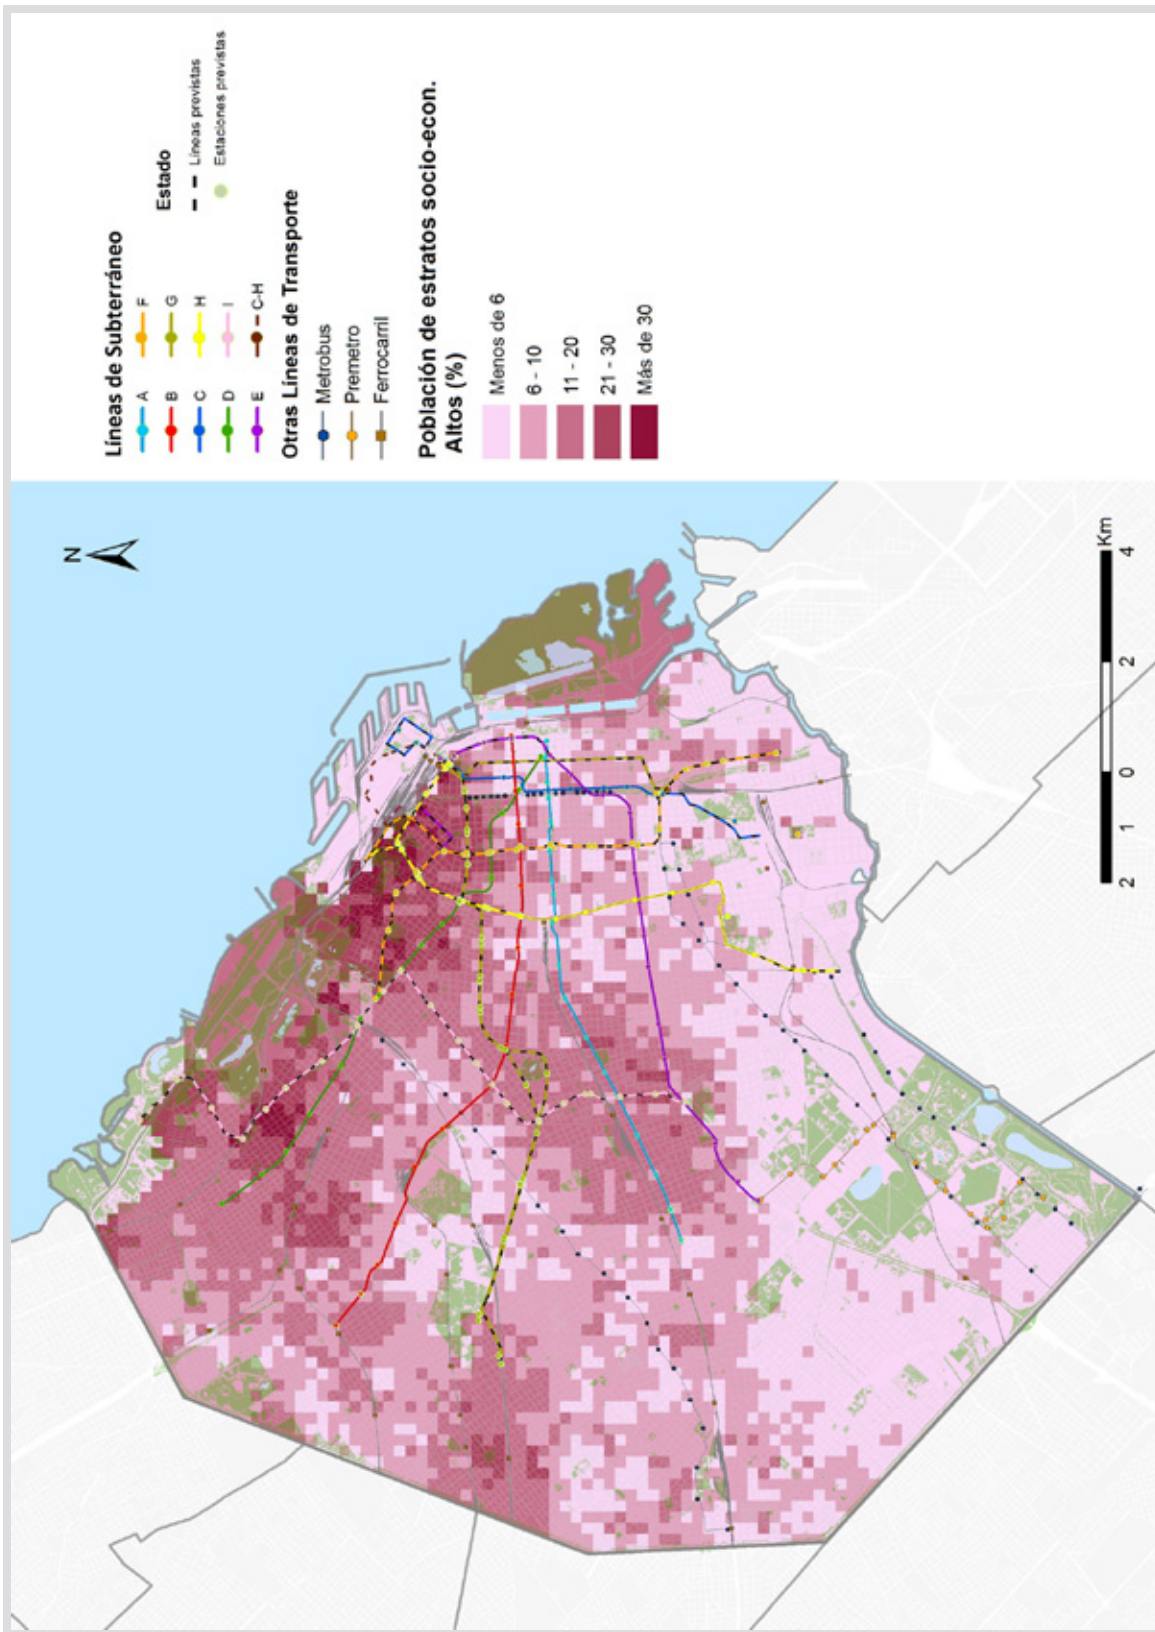 Líneas de Subterráneo
A
B
C
D
E
F
G
H
I
C-H
Estado
Líneas previstas
Estaciones previstas
Otras Líneas de Transporte
Metrobus
Premetro
Ferrocarril
Población de estratos socio-econ.
Altos (%)
Menos de 6
6 - 10
11 - 20
21 - 30
Más de 30
N
2 1 0 2 4
Km